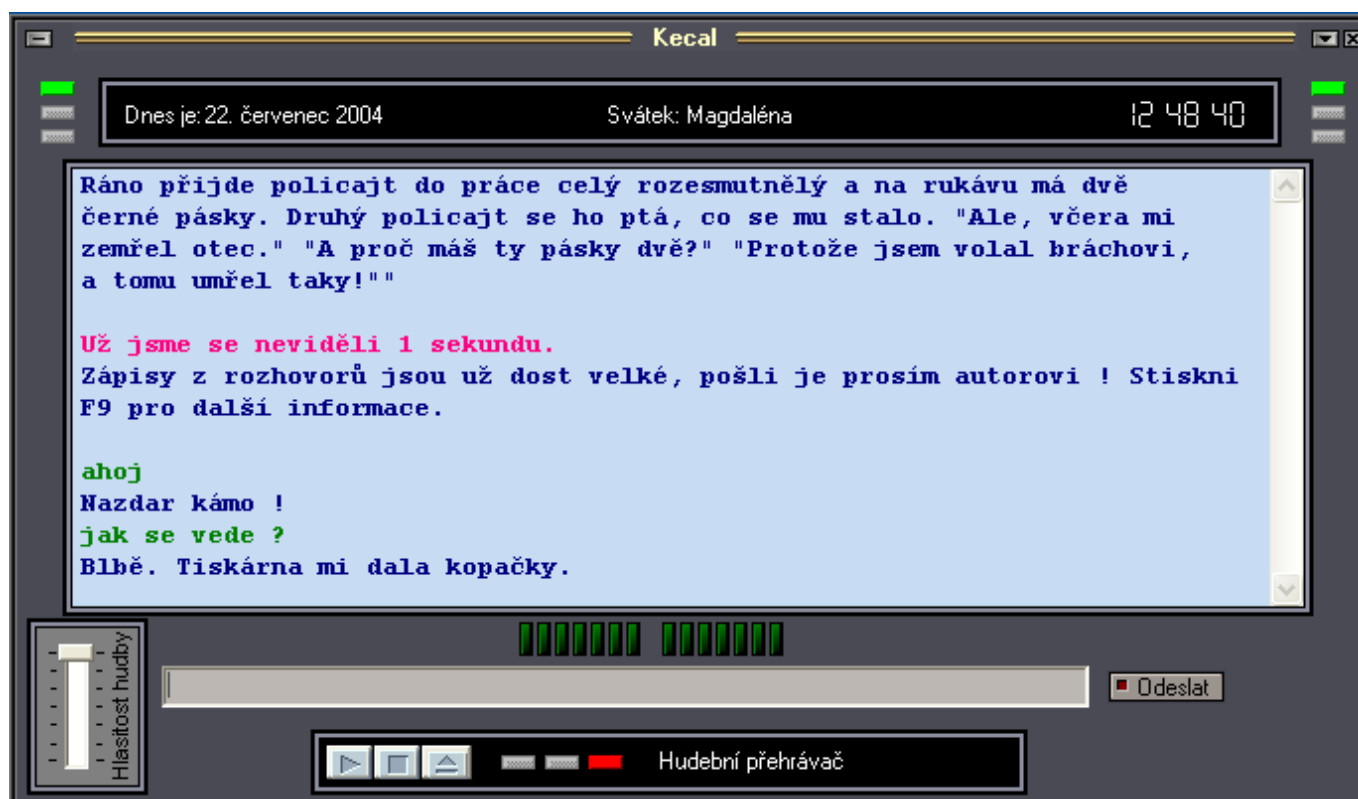 Kecal
Dnes je: 22. červenec 2004 Svátek: Magdaléna 12 48 40
Ráno přijde policajt do práce celý rozesmutnělý a na rukávu má dvě
černé pásky. Druhý policajt se ho ptá, co se mu stalo. "Ale, včera mi
zemřel otec." "A proč máš ty pásky dvě?" "Protože jsem volal bráchovi,
a tomu umřel taky!""
Už jsme se neviděli 1 sekundu.
Zápisy z rozhovorů jsou už dost velké, pošli je prosím autorovi ! Stiskni
F9 pro další informace.
ahoj
Nazdar kámo !
jak se vede ?
Blbě. Tiskárna mi dala kopačky.
Hlasitost hudby
Odeslat
Hudební přehrávač